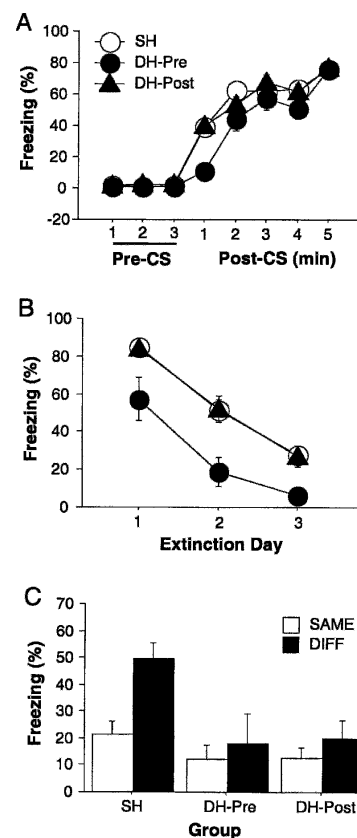 A
SH
DH-Pre
DH-Post
Freezing (%)
100
80
60
40
20
0
-20
1 2 3 1 2 3 4 5
Pre-CS Post-CS (min)
B
Freezing (%)
100
80
60
40
20
0
1 2 3
Extinction Day
C
SAME
DIFF
Freezing (%)
70
60
50
40
30
20
10
0
SH DH-Pre DH-Post
Group